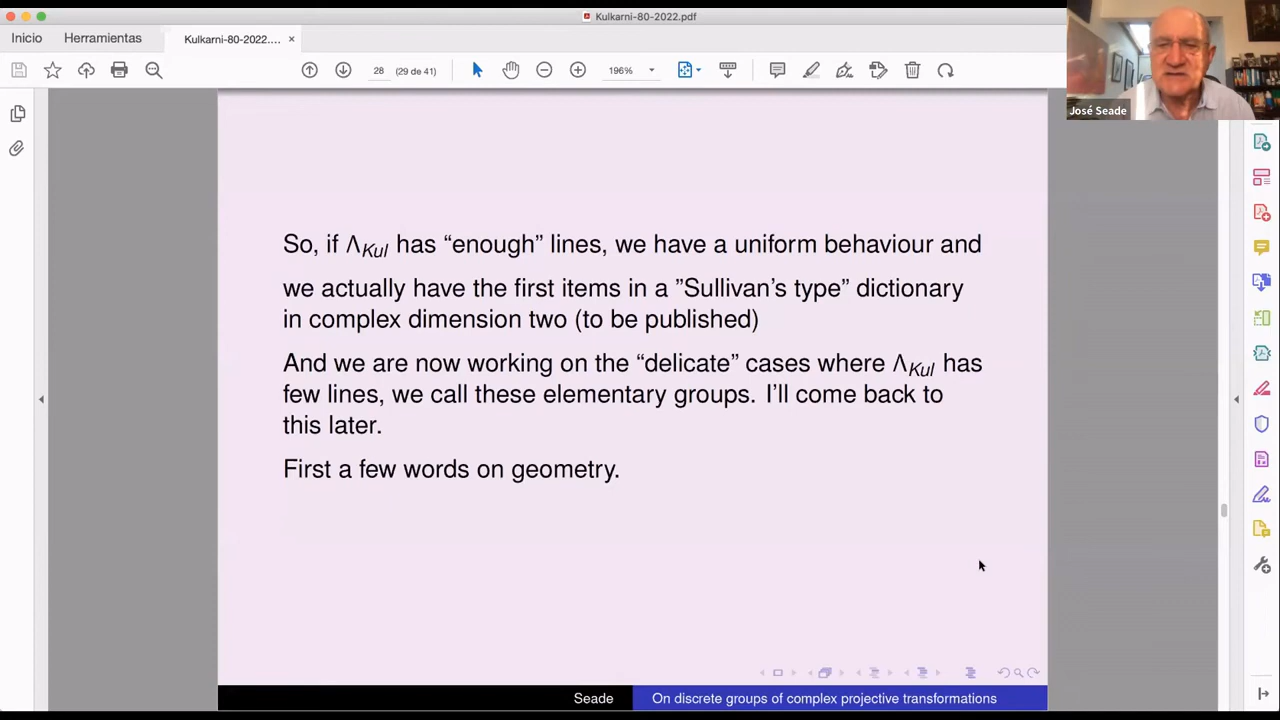 Kulkarni-80-2022.pdf
Inicio
Herramientas
Kulkarni-80-2022....
28
(29 de 41)
196%
José Seade
So, if ΛKul has “enough” lines, we have a uniform behaviour and
we actually have the first items in a ”Sullivan’s type” dictionary
in complex dimension two (to be published)
And we are now working on the “delicate” cases where ΛKul has
few lines, we call these elementary groups. I’ll come back to
this later.
First a few words on geometry.
Seade
On discrete groups of complex projective transformations